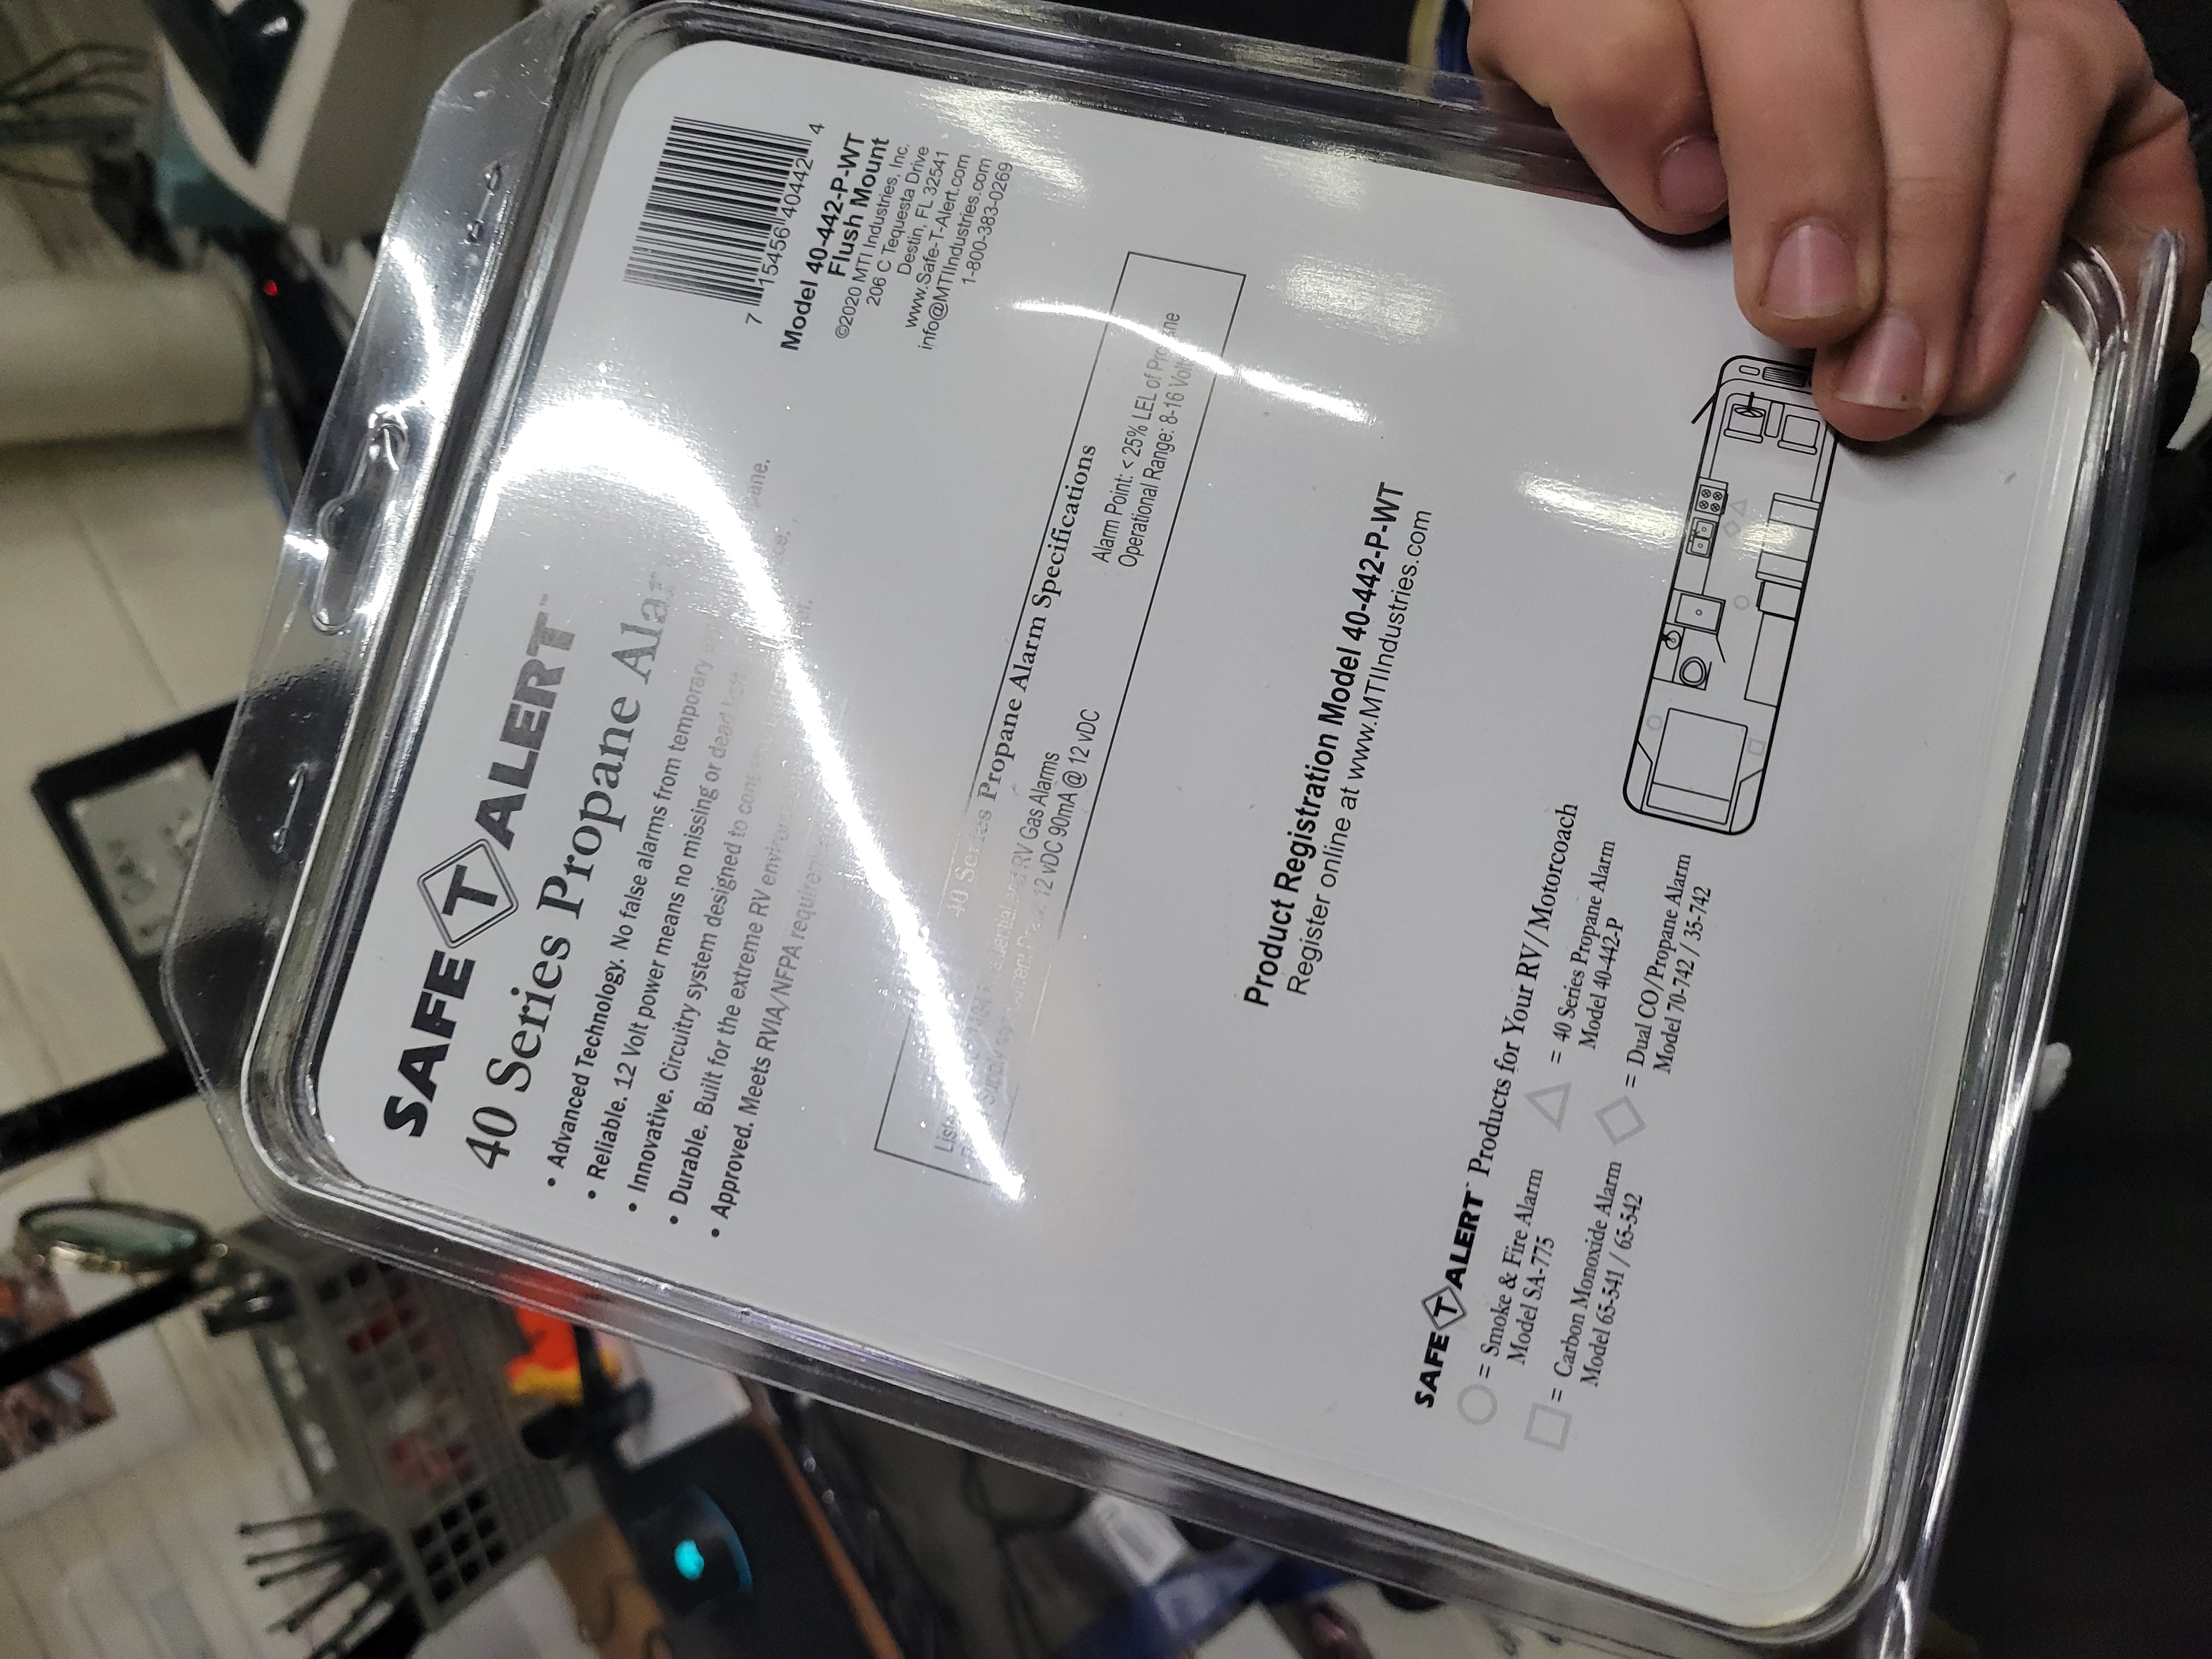 SAFE T ALERT™
40 Series Propane Alar
• Advanced Technology. No false alarms from temporary
• Reliable. 12 Volt power means no missing or dead
• Innovative. Circuitry system designed to
• Durable. Built for the extreme RV
• Approved. Meets RVIA/NFPA
7 15456 40442 4
Model 40-442-P-WT
Flush Mount
©2020 MTI Industries, Inc.
206 C Tequesta Drive
Destin, FL 32541
www.Safe-T-Alert.com
info@MTIIndustries.com
1-800-383-0269
40 Series Propane Alarm Specifications
RV Gas Alarms
12 vDC 90mA @ 12 vDC
Alarm Point: < 25% LEL of Propane
Operational Range: 8-16
Product Registration Model 40-442-P-WT
Register online at www.MTIIndustries.com
SAFE T ALERT™ Products for Your RV/Motorcoach
= Smoke & Fire Alarm
Model SA-775
= 40 Series Propane Alarm
Model 40-442-P
= Carbon Monoxide Alarm
Model 65-541 / 65-542
= Dual CO/Propane Alarm
Model 70-742 / 35-742